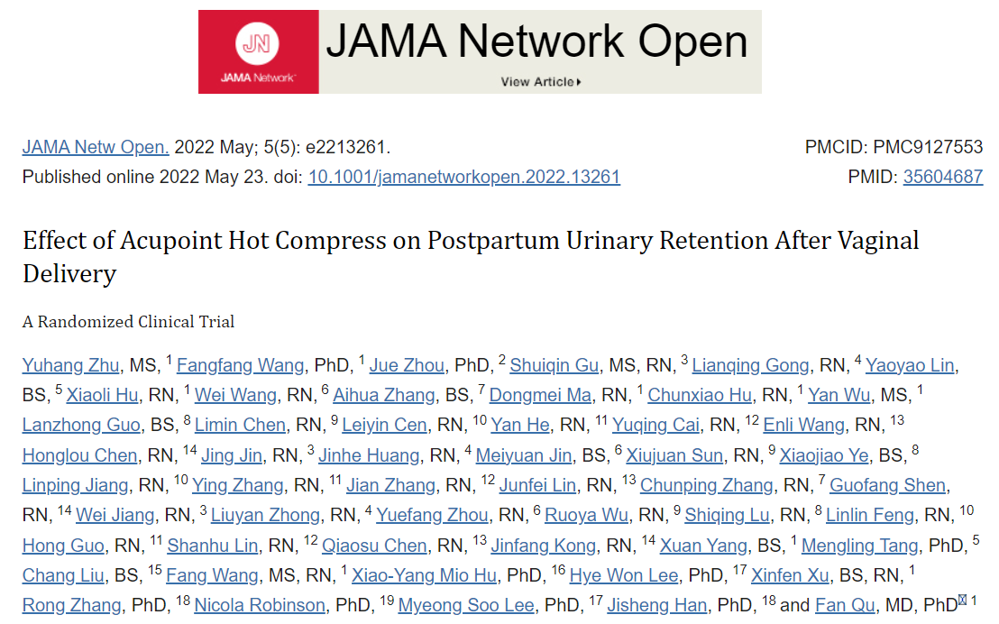 JN
JAMA Network™
JAMA Network Open
View Article
JAMA Netw Open. 2022 May; 5(5): e2213261.
PMCID: PMC9127553
Published online 2022 May 23. doi: 10.1001/jamanetworkopen.2022.13261
PMID: 35604687
Effect of Acupoint Hot Compress on Postpartum Urinary Retention After Vaginal
Delivery
A Randomized Clinical Trial
Yuhang Zhu, MS, 1 Fangfang Wang, PhD, 1 Jue Zhou, PhD, 2 Shuiqin Gu, MS, RN, 3 Lianqing Gong, RN, 4 Yaoyao Lin,
BS, 5 Xiaoli Hu, RN, 1 Wei Wang, RN, 6 Aihua Zhang, BS, 7 Dongmei Ma, RN, 1 Chunxiao Hu, RN, 1 Yan Wu, MS, 1
Lanzhong Guo, BS, 8 Limin Chen, RN, 9 Leiyin Cen, RN, 10 Yan He, RN, 11 Yuqing Cai, RN, 12 Enli Wang, RN, 13
Honglou Chen, RN, 14 Jing Jin, RN, 3 Jinhe Huang, RN, 4 Meiyuan Jin, BS, 6 Xiujuan Sun, RN, 9 Xiaojiao Ye, BS, 8
Linping Jiang, RN, 10 Ying Zhang, RN, 11 Jian Zhang, RN, 12 Junfei Lin, RN, 13 Chunping Zhang, RN, 7 Guofang Shen,
RN, 14 Wei Jiang, RN, 3 Liuyan Zhong, RN, 4 Yuefang Zhou, RN, 6 Ruoya Wu, RN, 9 Shiqing Lu, RN, 8 Linlin Feng, RN, 10
Hong Guo, RN, 11 Shanhu Lin, RN, 12 Qiaosu Chen, RN, 13 Jinfang Kong, RN, 14 Xuan Yang, BS, 1 Mengling Tang, PhD, 5
Chang Liu, BS, 15 Fang Wang, MS, RN, 1 Xiao-Yang Mio Hu, PhD, 16 Hye Won Lee, PhD, 17 Xinfen Xu, BS, RN, 1
Rong Zhang, PhD, 18 Nicola Robinson, PhD, 19 Myeong Soo Lee, PhD, 17 Jisheng Han, PhD, 18 and Fan Qu, MD, PhD 1